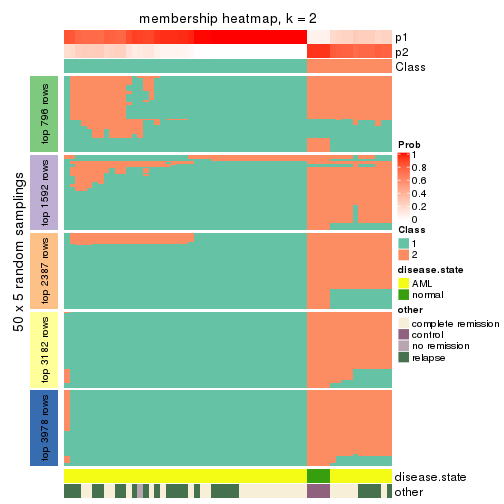 membership heatmap, k = 2
p1
p2
Class
50 x 5 random samplings
top 796 rows
top 1592 rows
top 2387 rows
top 3182 rows
top 3978 rows
Prob
1
0.8
0.6
0.4
0.2
0
Class
1
2
disease.state
AML
normal
other
complete remission
control
no remission
relapse
disease.state
other